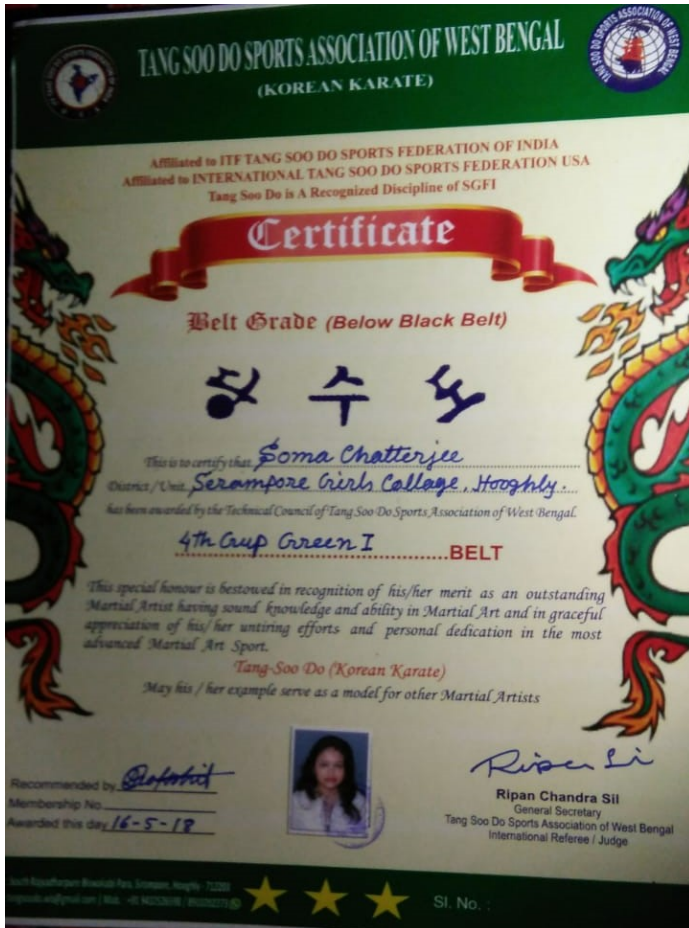 TANG SOO DO SPORTS ASSOCIATION OF WEST BENGAL
(KOREAN KARATE)
Affiliated to ITF TANG SOO DO SPORTS FEDERATION OF INDIA
Affiliated to INTERNATIONAL TANG SOO DO SPORTS FEDERATION USA
Tang Soo Do is A Recognized Discipline of SGFI
Certificate
Belt Grade (Below Black Belt)
당수도
This is to certify that Soma Chatterjee
District / Unit. Serampore Girls Collage, Hooghly.
has been awarded by the Technical Council of Tang Soo Do Sports Association of West Bengal.
4th Gup Green I BELT
This special honour is bestowed in recognition of his/her merit as an outstanding
Martial Artist having sound knowledge and ability in Martial Art and in graceful
appreciation of his/ her untiring efforts and personal dedication in the most
advanced Martial Art Sport.
Tang-Soo Do (Korean Karate)
May his / her example serve as a model for other Martial Artists
Recommended by
Membership No.
Awarded this day 16-5-18
Ripan Chandra Sil
General Secretary
Tang Soo Do Sports Association of West Bengal
International Referee / Judge
Sl. No. :